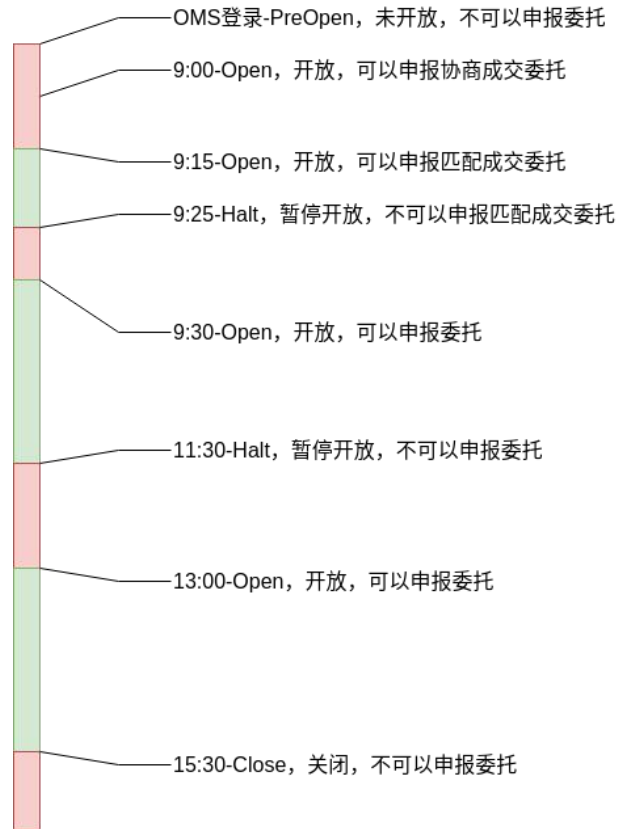 OMS登录-PreOpen，未开放，不可以申报委托
9:00-Open，开放，可以申报协商成交委托
9:15-Open，开放，可以申报匹配成交委托
9:25-Halt，暂停开放，不可以申报匹配成交委托
9:30-Open，开放，可以申报委托
11:30-Halt，暂停开放，不可以申报委托
13:00-Open，开放，可以申报委托
15:30-Close，关闭，不可以申报委托